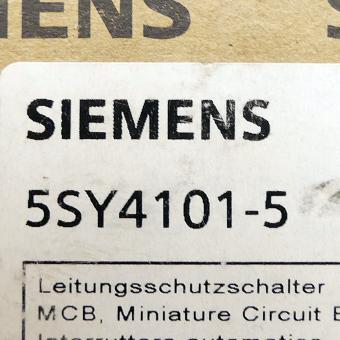 SIEMENS
5SY4101-5
Leitungsschutzschalter
MCB, Miniature Circuit